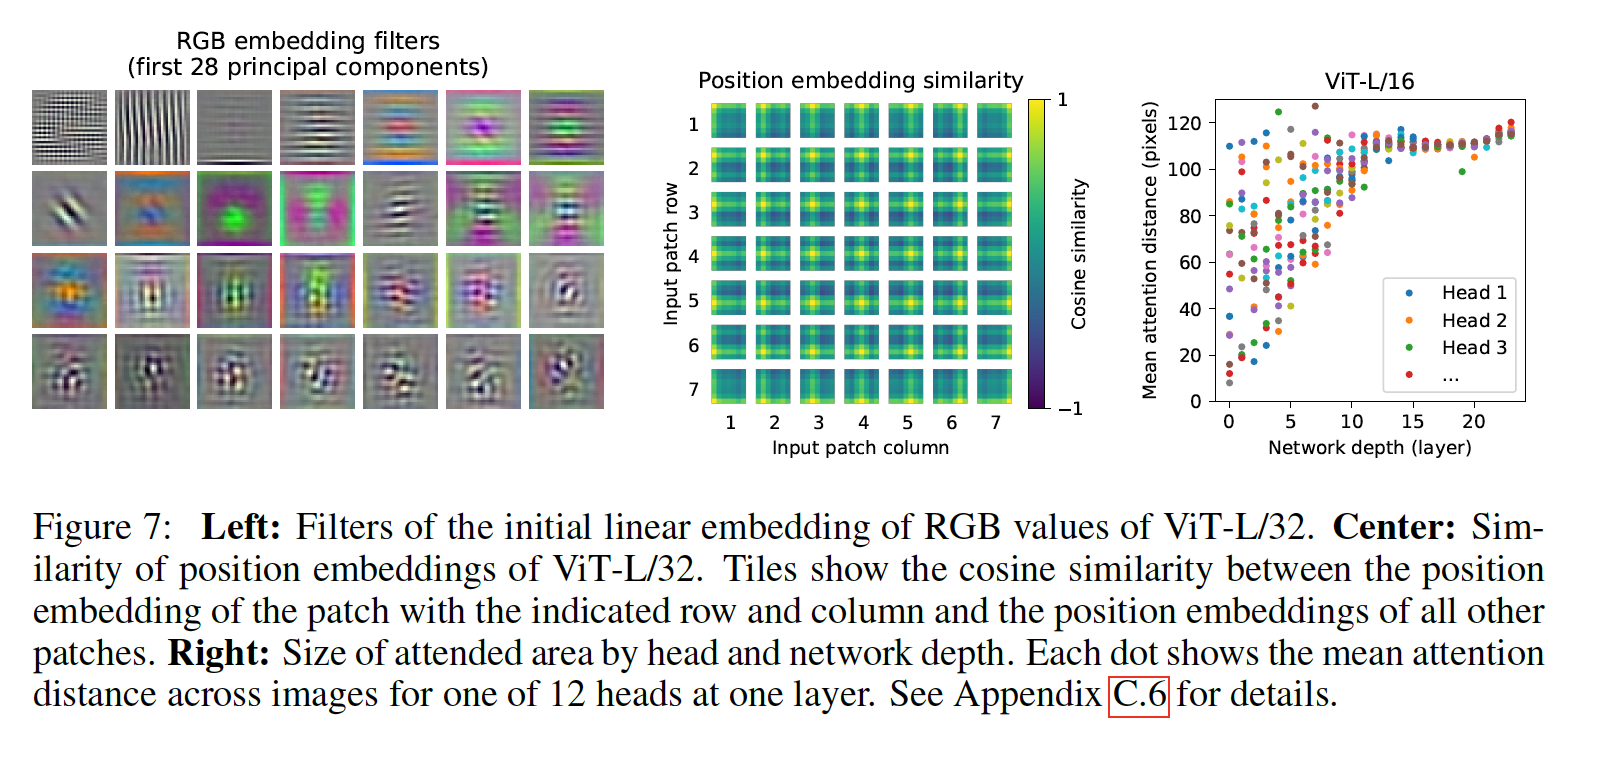 RGB embedding filters
(first 28 principal components)
Position embedding similarity
Input patch row
1
2
3
4
5
6
7
1
2
3
4
5
6
7
Input patch column
1
−1
Cosine similarity
ViT-L/16
Mean attention distance (pixels)
120
100
80
60
40
20
0
0
5
10
15
20
Network depth (layer)
Head 1
Head 2
Head 3
...
Figure 7: Left: Filters of the initial linear embedding of RGB values of ViT-L/32. Center: Sim-
ilarity of position embeddings of ViT-L/32. Tiles show the cosine similarity between the position
embedding of the patch with the indicated row and column and the position embeddings of all other
patches. Right: Size of attended area by head and network depth. Each dot shows the mean attention
distance across images for one of 12 heads at one layer. See Appendix C.6 for details.